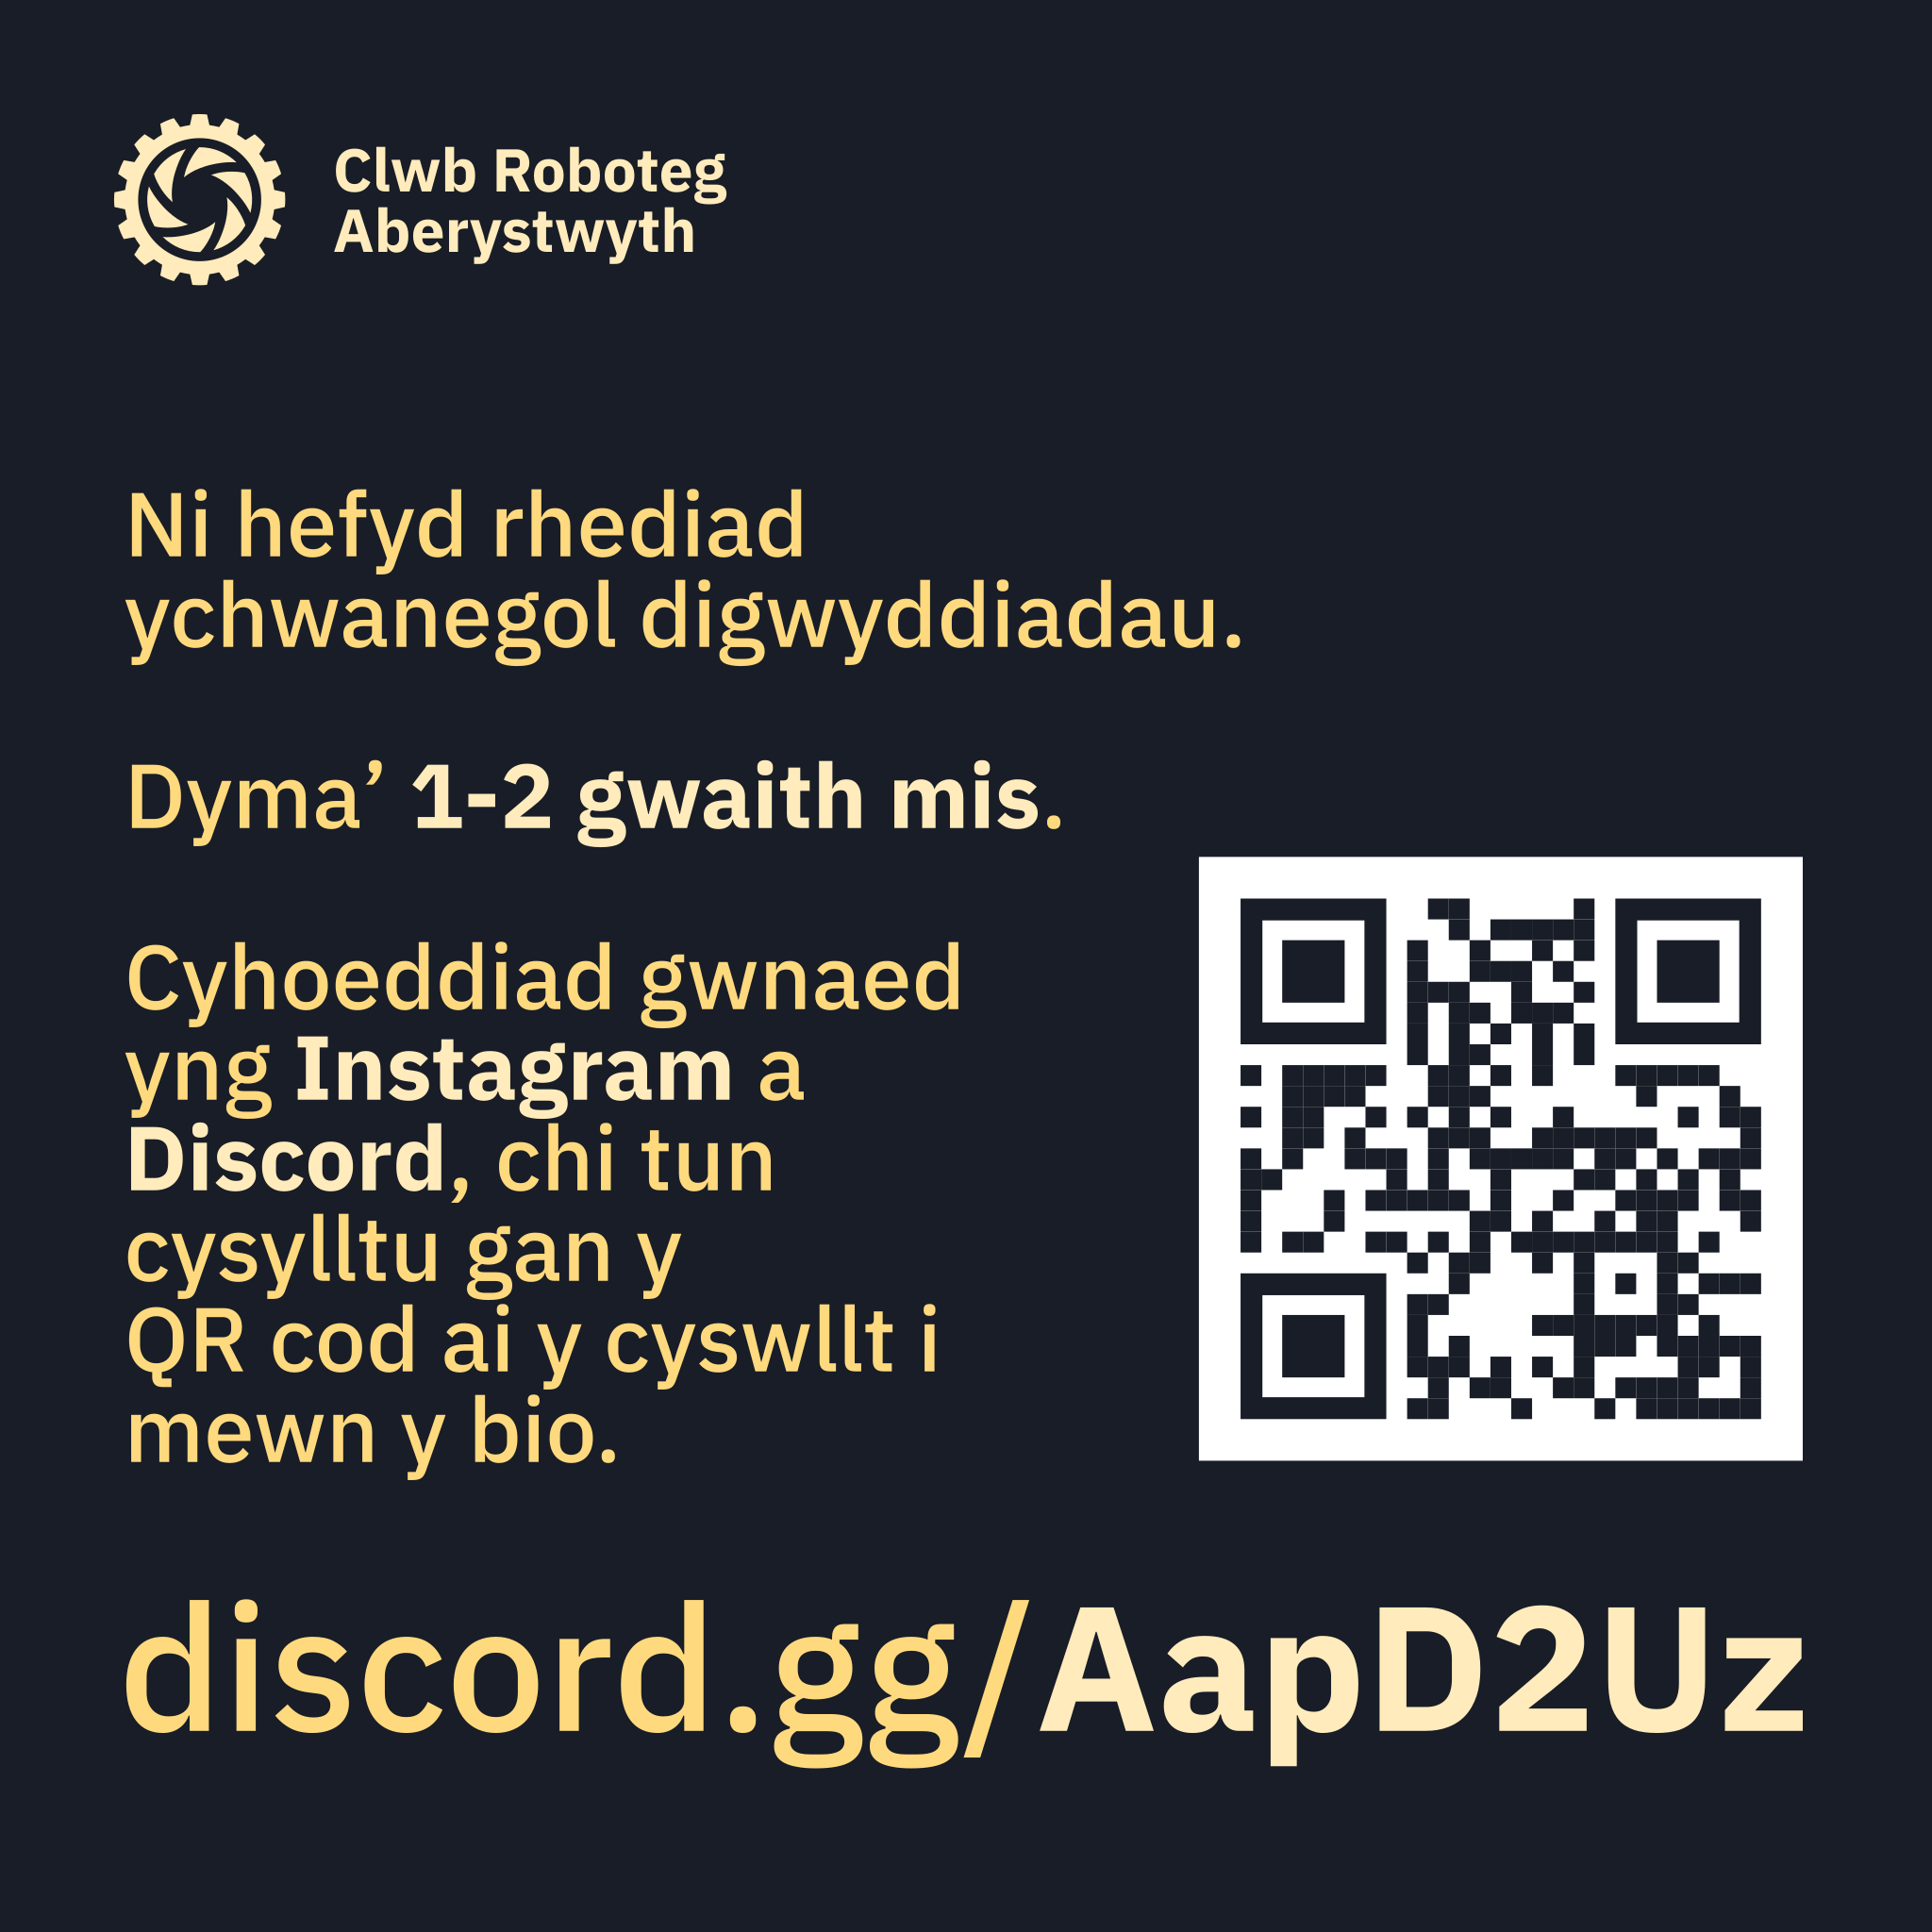 Clwb Roboteg
Aberystwyth
Ni hefyd rhediad
ychwanegol digwyddiadau.
Dyma’ 1-2 gwaith mis.
Cyhoeddiad gwnaed
yng Instagram a
Discord, chi tun
cysylltu gan y
QR cod ai y cyswllt i
mewn y bio.
discord.gg/AapD2Uz